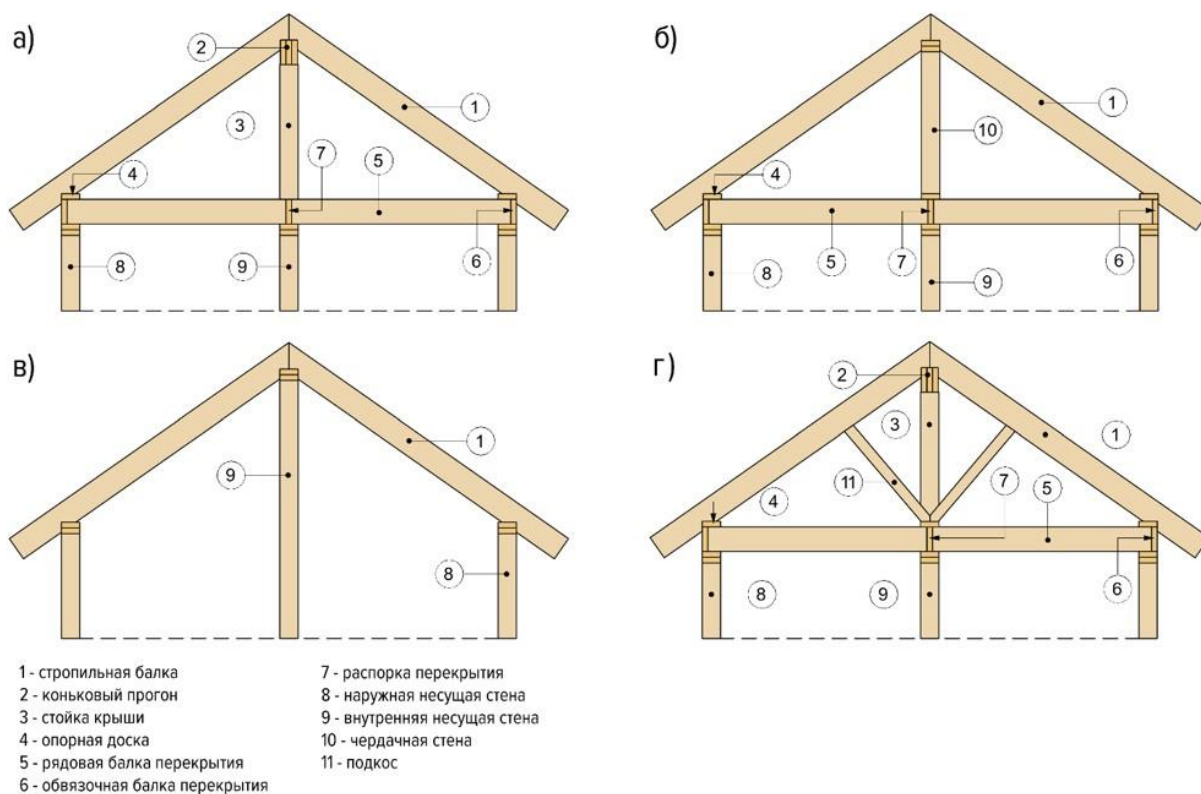 а)
2
1
3
7
5
4
8
9
6
б)
1
10
4
5
7
6
8
9
в)
1
9
8
г)
2
3
1
11
7
5
4
8
9
6
1 - стропильная балка
2 - коньковый прогон
3 - стойка крыши
4 - опорная доска
5 - рядовая балка перекрытия
6 - обвязочная балка перекрытия
7 - распорка перекрытия
8 - наружная несущая стена
9 - внутренняя несущая стена
10 - чердачная стена
11 - подкос